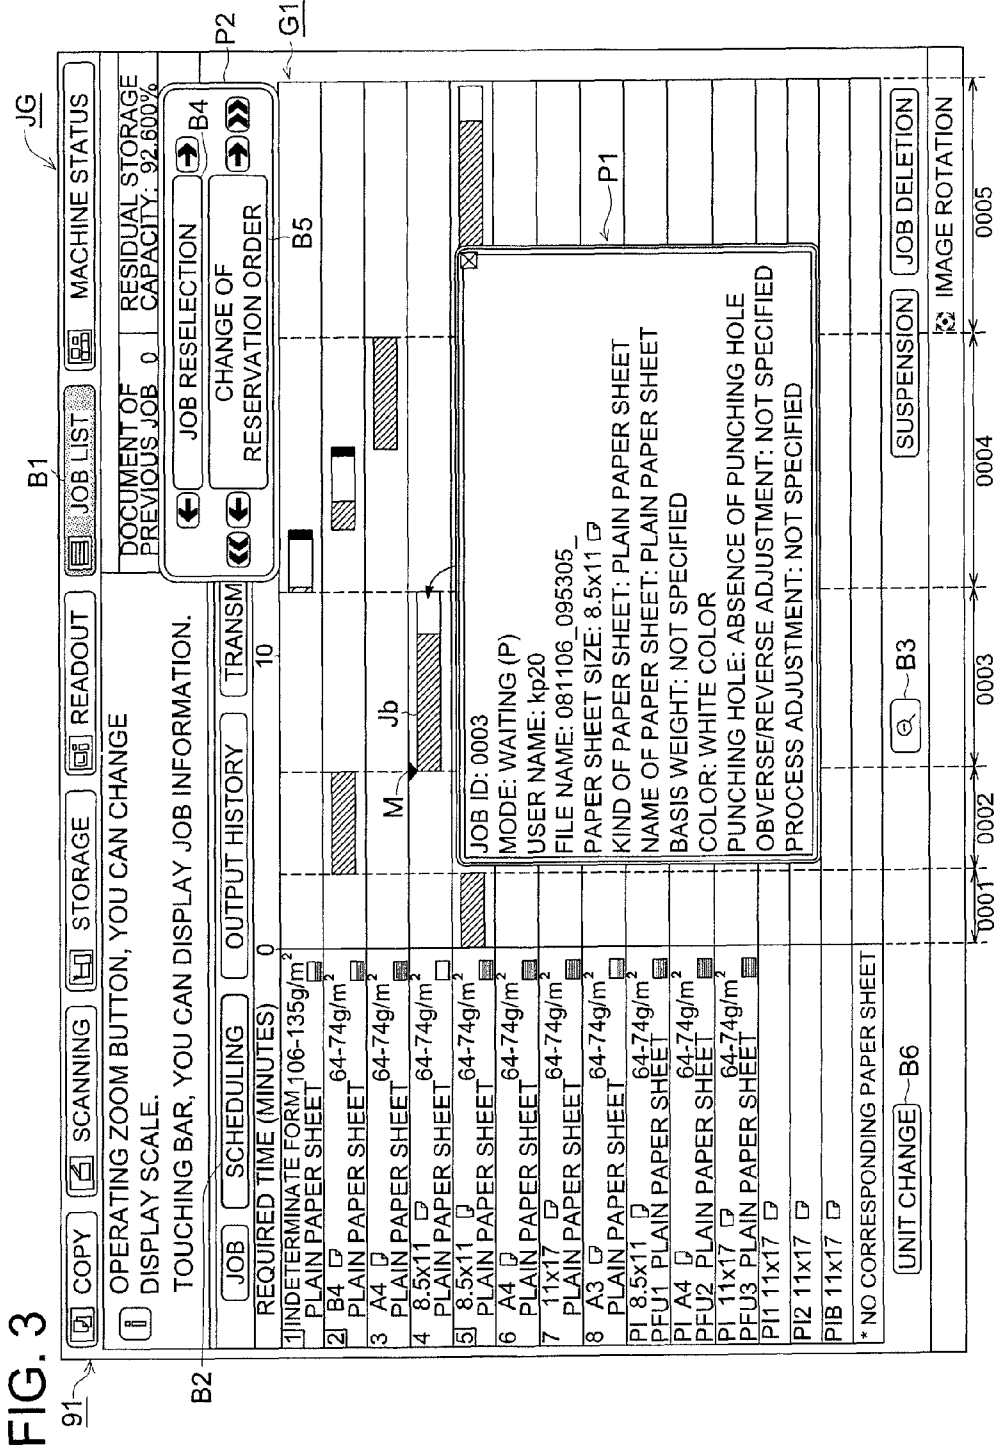 FIG. 3
91
JG
COPY
SCANNING
STORAGE
READOUT
B1
JOB LIST
MACHINE STATUS
i
OPERATING ZOOM BUTTON, YOU CAN CHANGE
DISPLAY SCALE.
TOUCHING BAR, YOU CAN DISPLAY JOB INFORMATION.
DOCUMENT OF
PREVIOUS JOB 0
RESIDUAL STORAGE
CAPACITY: 92.600%
P2
JOB RESELECTION
B4
CHANGE OF
RESERVATION ORDER
B5
G1
B2
JOB
SCHEDULING
OUTPUT HISTORY
TRANSM
REQUIRED TIME (MINUTES)
0
10
1 INDETERMINATE FORM 106-135g/m²
PLAIN PAPER SHEET
2 B4 64-74g/m²
PLAIN PAPER SHEET
3 A4 64-74g/m²
PLAIN PAPER SHEET
4 8.5x11 64-74g/m²
PLAIN PAPER SHEET
5 8.5x11 64-74g/m²
PLAIN PAPER SHEET
6 A4 64-74g/m²
PLAIN PAPER SHEET
7 11x17 64-74g/m²
PLAIN PAPER SHEET
8 A3 64-74g/m²
PLAIN PAPER SHEET
PI 8.5x11 64-74g/m²
PFU1 PLAIN PAPER SHEET
PI A4 64-74g/m²
PFU2 PLAIN PAPER SHEET
PI 11x17 64-74g/m²
PFU3 PLAIN PAPER SHEET
PI1 11x17
PI2 11x17
PIB 11x17
* NO CORRESPONDING PAPER SHEET
M
Jb
P1
JOB ID: 0003
MODE: WAITING (P)
USER NAME: kp20
FILE NAME: 081106_095305_
PAPER SHEET SIZE: 8.5x11
KIND OF PAPER SHEET: PLAIN PAPER SHEET
NAME OF PAPER SHEET: PLAIN PAPER SHEET
BASIS WEIGHT: NOT SPECIFIED
COLOR: WHITE COLOR
PUNCHING HOLE: ABSENCE OF PUNCHING HOLE
OBVERSE/REVERSE ADJUSTMENT: NOT SPECIFIED
PROCESS ADJUSTMENT: NOT SPECIFIED
UNIT CHANGE
B6
B3
SUSPENSION
JOB DELETION
IMAGE ROTATION
0001
0002
0003
0004
0005